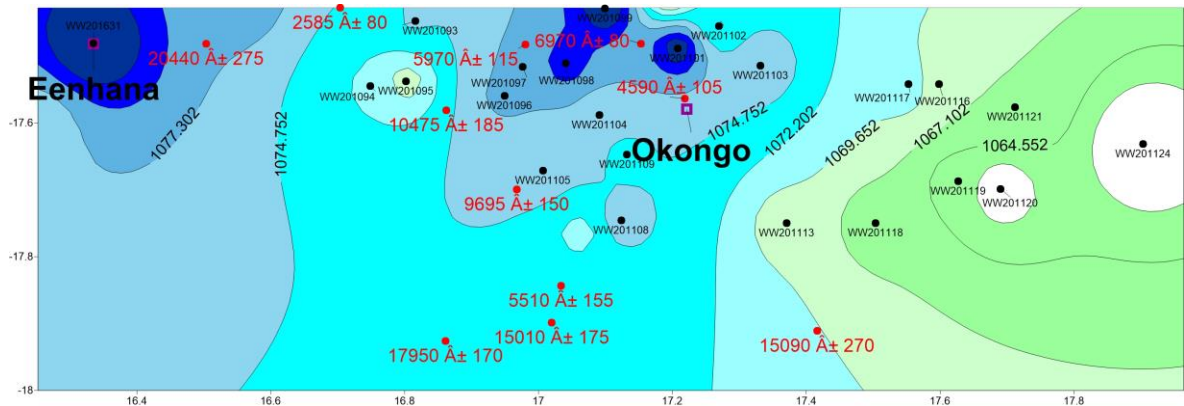 WW201631
2585 Â± 80
WW201093
WW201099
WW201102
20440 Â± 275
5970 Â± 115
6970 Â± 80
WW201101
Eenhana
WW201094
WW201095
WW201097
WW201098
WW201103
WW201096
4590 Â± 105
WW201117
WW201116
10475 Â± 185
WW201104
WW201121
-17.6
1077.302
1074.752
1074.752
1072.202
1069.652
1067.102
1064.552
Okongo
WW201109
WW201124
WW201105
9695 Â± 150
WW201119
WW201120
WW201108
WW201113
WW201118
-17.8
5510 Â± 155
15010 Â± 175
17950 Â± 170
15090 Â± 270
-18
16.4
16.6
16.8
17
17.2
17.4
17.6
17.8